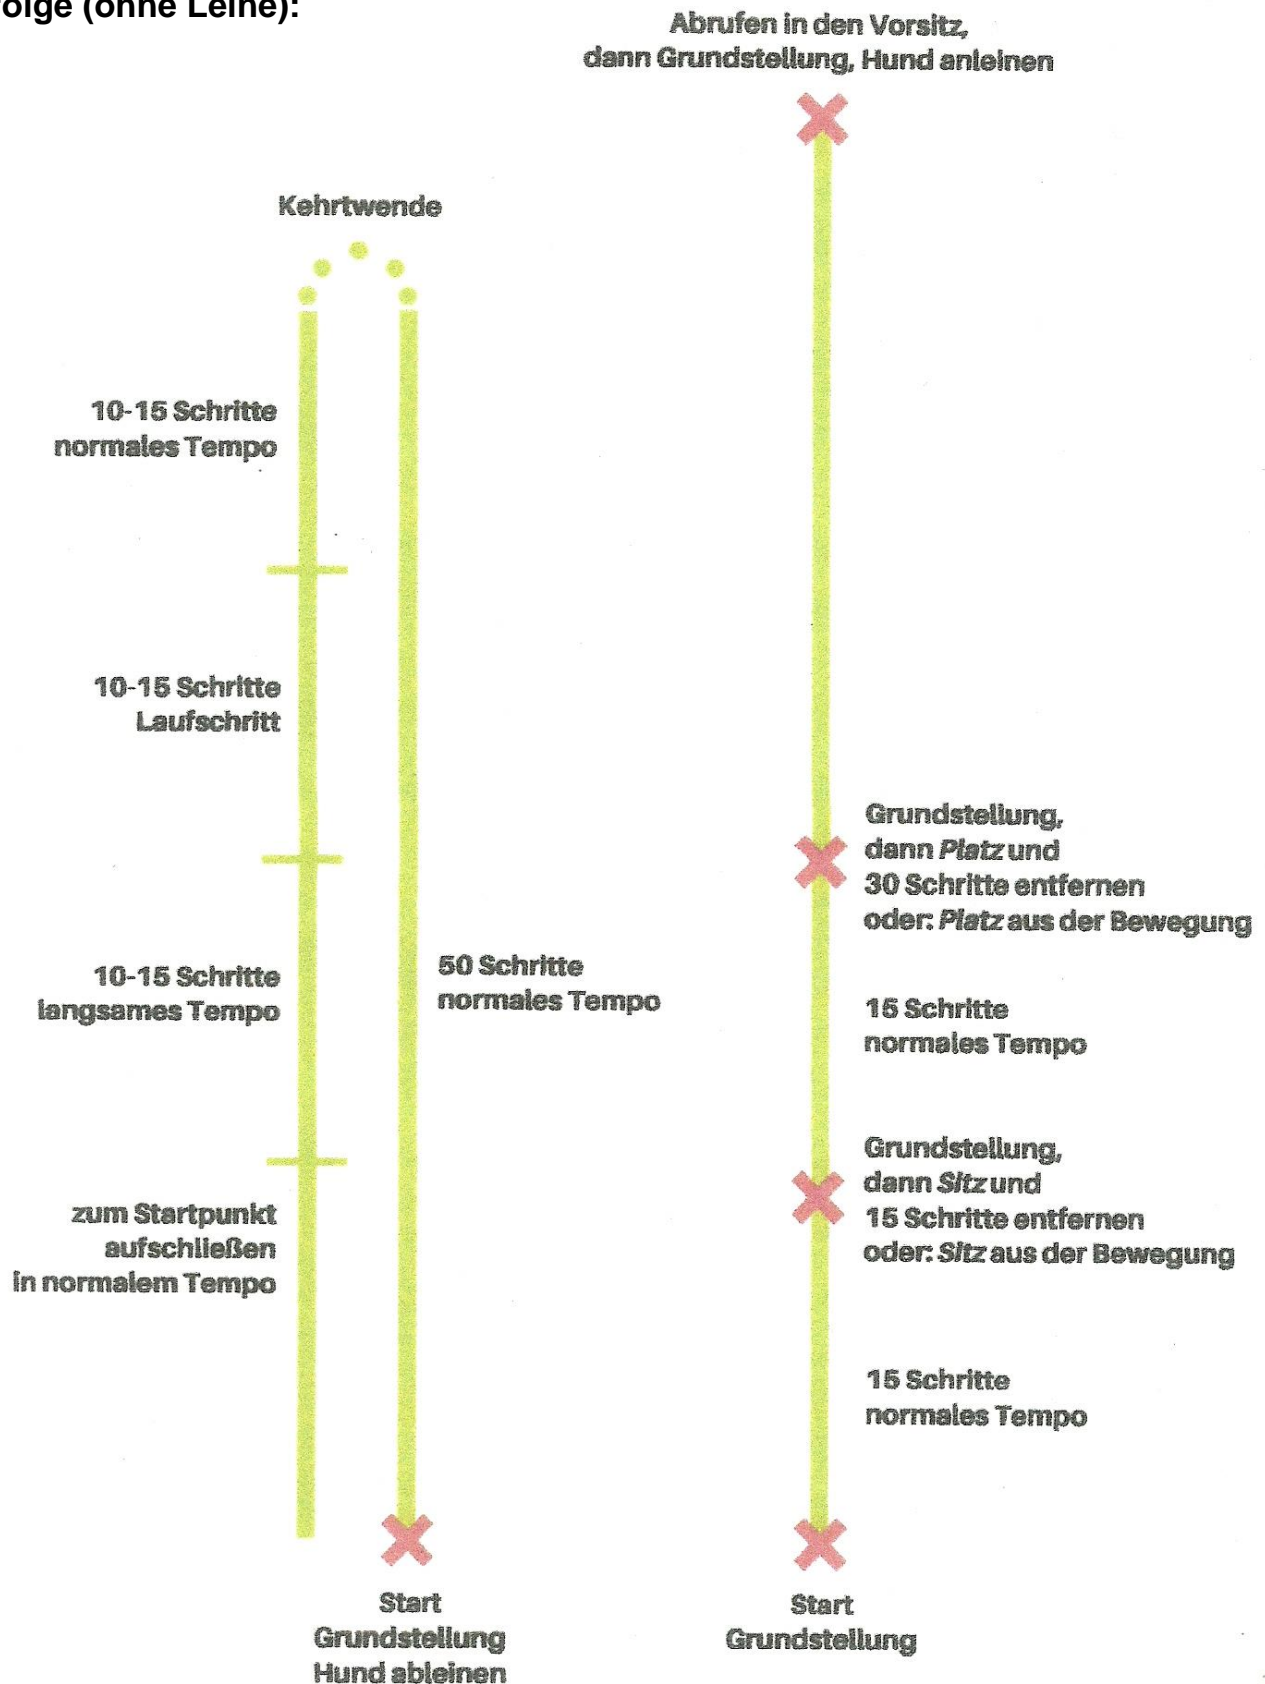 olge (ohne Leine):
Abrufen in den Vorsitz,
dann Grundstellung, Hund anleinen
Kehrtwende
10-15 Schritte
normales Tempo
10-15 Schritte
Laufschritt
10-15 Schritte
langsames Tempo
zum Startpunkt
aufschließen
in normalem Tempo
50 Schritte
normales Tempo
Start
Grundstellung
Hund ableinen
Grundstellung,
dann Platz und
30 Schritte entfernen
oder: Platz aus der Bewegung
15 Schritte
normales Tempo
Grundstellung,
dann Sitz und
15 Schritte entfernen
oder: Sitz aus der Bewegung
15 Schritte
normales Tempo
Start
Grundstellung